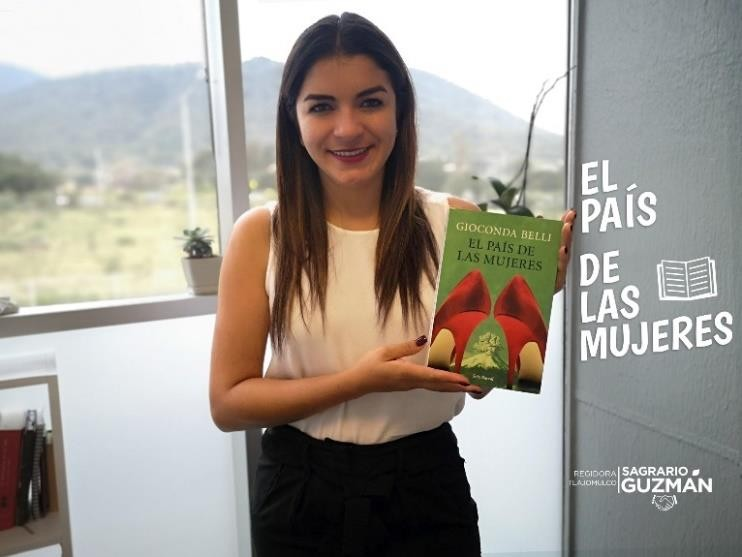 GIOCONDA BELLI
EL PAÍS DE
LAS MUJERES
EL
PAÍS
DE
LAS
MUJERES
REGIDORA
TLAJOMULCO
SAGRARIO
GUZMÁN